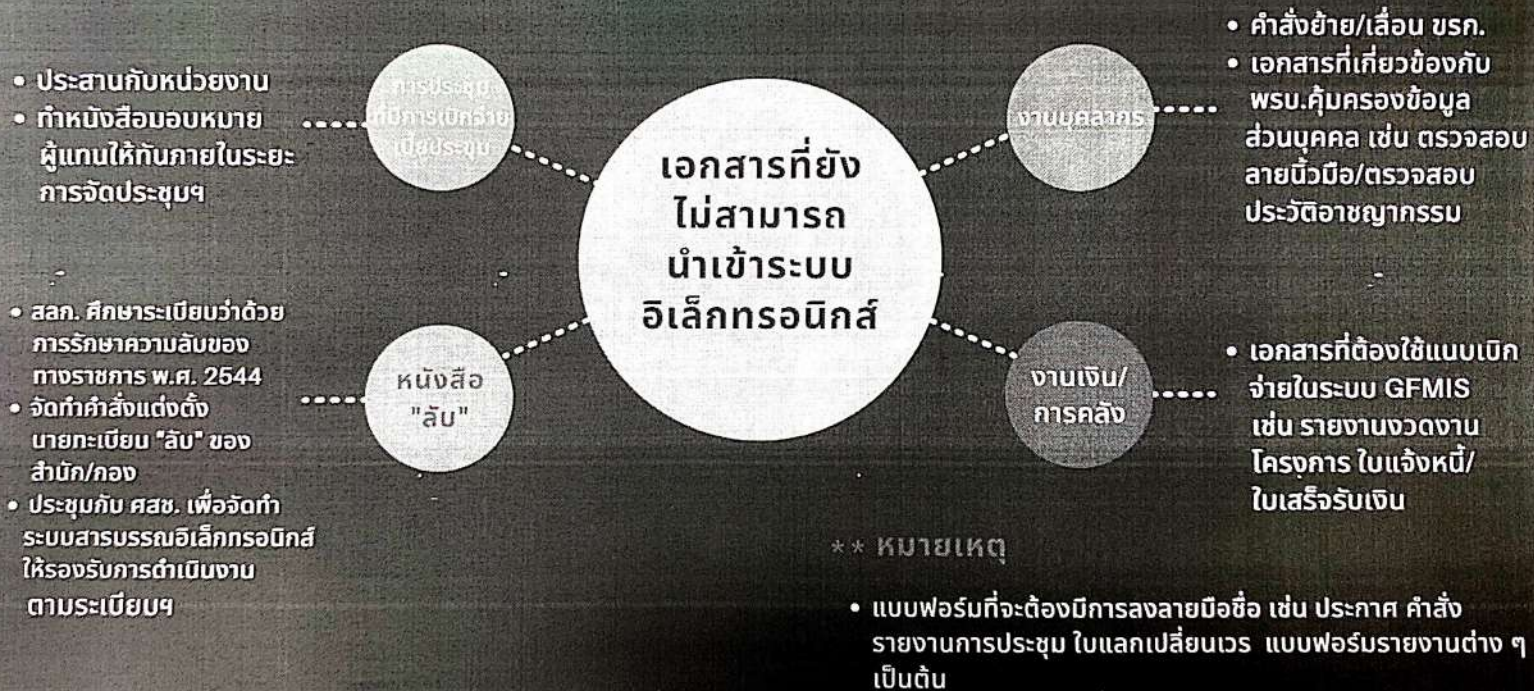 • ประสานกับหน่วยงาน
• ทำหนังสือมอบหมาย
ผู้แทนให้ทันภายในระยะ
การจัดประชุมฯ
การประชุม
ที่มีการเบิกจ่าย
เบี้ยประชุม
• สลก. ศึกษาระเบียบว่าด้วย
การรักษาความลับของ
ทางราชการ พ.ศ. 2544
• จัดทำคำสั่งแต่งตั้ง
นายทะเบียน "ลับ" ของ
สำนัก/กอง
• ประชุมกับ ศสช. เพื่อจัดทำ
ระบบสารบรรณอิเล็กทรอนิกส์
ให้รองรับการดำเนินงาน
ตามระเบียบฯ
หนังสือ
"ลับ"
เอกสารที่ยัง
ไม่สามารถ
นำเข้าระบบ
อิเล็กทรอนิกส์
งานบุคลากร
• คำสั่งย้าย/เลื่อน ขรก.
• เอกสารที่เกี่ยวข้องกับ
พรบ.คุ้มครองข้อมูล
ส่วนบุคคล เช่น ตรวจสอบ
ลายนิ้วมือ/ตรวจสอบ
ประวัติอาชญากรรม
งานเงิน/
การคลัง
• เอกสารที่ต้องใช้แนบเบิก
จ่ายในระบบ GFMIS
เช่น รายงานงวดงาน
โครงการ ใบแจ้งหนี้/
ใบเสร็จรับเงิน
** หมายเหตุ
• แบบฟอร์มที่จะต้องมีการลงลายมือชื่อ เช่น ประกาศ คำสั่ง
รายงานการประชุม ใบแลกเปลี่ยนเวร แบบฟอร์มรายงานต่าง ๆ
เป็นต้น